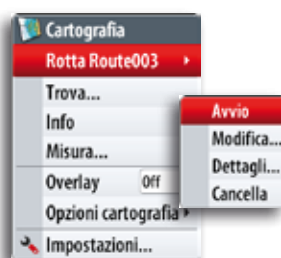 Cartografia
Rotta Route003
Trova...
Info
Misura...
Overlay Off
Opzioni cartografia
Impostazioni...
Avvio
Modifica...
Dettagli...
Cancella